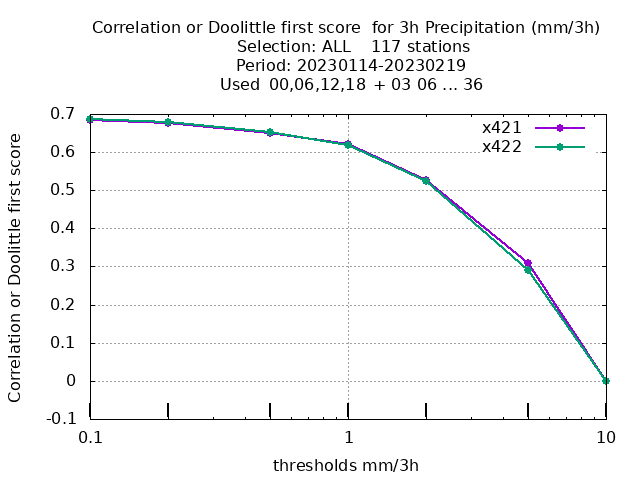 Correlation or Doolittle first score  for 3h Precipitation (mm/3h)
Selection: ALL    117 stations
Period: 20230114-20230219
Used  00,06,12,18  + 03 06 ... 36
x421
x422
Correlation or Doolittle first score
0.7
0.6
0.5
0.4
0.3
0.2
0.1
0
-0.1
0.1
1
10
thresholds mm/3h